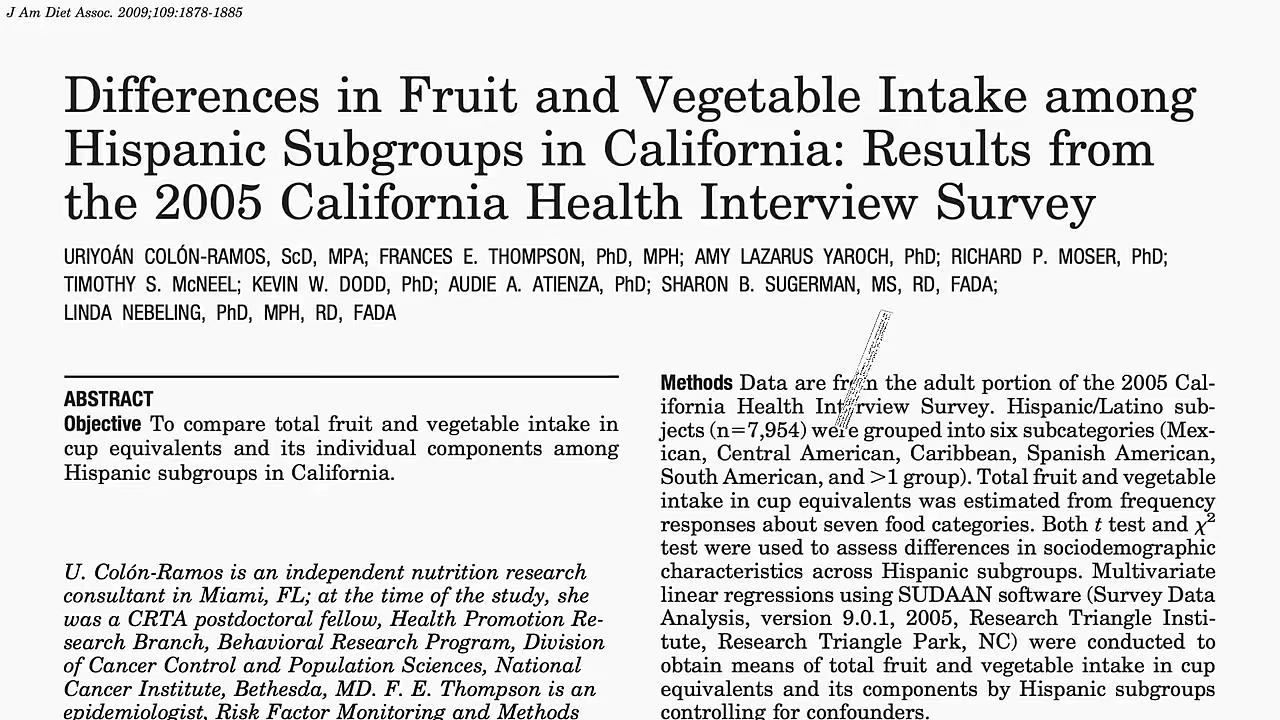 J Am Diet Assoc. 2009;109:1878-1885
Differences in Fruit and Vegetable Intake among
Hispanic Subgroups in California: Results from
the 2005 California Health Interview Survey
URIYOÁN COLÓN-RAMOS, ScD, MPA; FRANCES E. THOMPSON, PhD, MPH; AMY LAZARUS YAROCH, PhD; RICHARD P. MOSER, PhD;
TIMOTHY S. McNEEL; KEVIN W. DODD, PhD; AUDIE A. ATIENZA, PhD; SHARON B. SUGERMAN, MS, RD, FADA;
LINDA NEBELING, PhD, MPH, RD, FADA
ABSTRACT
Objective To compare total fruit and vegetable intake in
cup equivalents and its individual components among
Hispanic subgroups in California.
U. Colón-Ramos is an independent nutrition research
consultant in Miami, FL; at the time of the study, she
was a CRTA postdoctoral fellow, Health Promotion Re-
search Branch, Behavioral Research Program, Division
of Cancer Control and Population Sciences, National
Cancer Institute, Bethesda, MD. F. E. Thompson is an
epidemiologist, Risk Factor Monitoring and Methods
Methods Data are from the adult portion of the 2005 Cal-
ifornia Health Interview Survey. Hispanic/Latino sub-
jects (n=7,954) were grouped into six subcategories (Mex-
ican, Central American, Caribbean, Spanish American,
South American, and >1 group). Total fruit and vegetable
intake in cup equivalents was estimated from frequency
responses about seven food categories. Both t test and χ²
test were used to assess differences in sociodemographic
characteristics across Hispanic subgroups. Multivariate
linear regressions using SUDAAN software (Survey Data
Analysis, version 9.0.1, 2005, Research Triangle Insti-
tute, Research Triangle Park, NC) were conducted to
obtain means of total fruit and vegetable intake in cup
equivalents and its components by Hispanic subgroups
controlling for confounders.